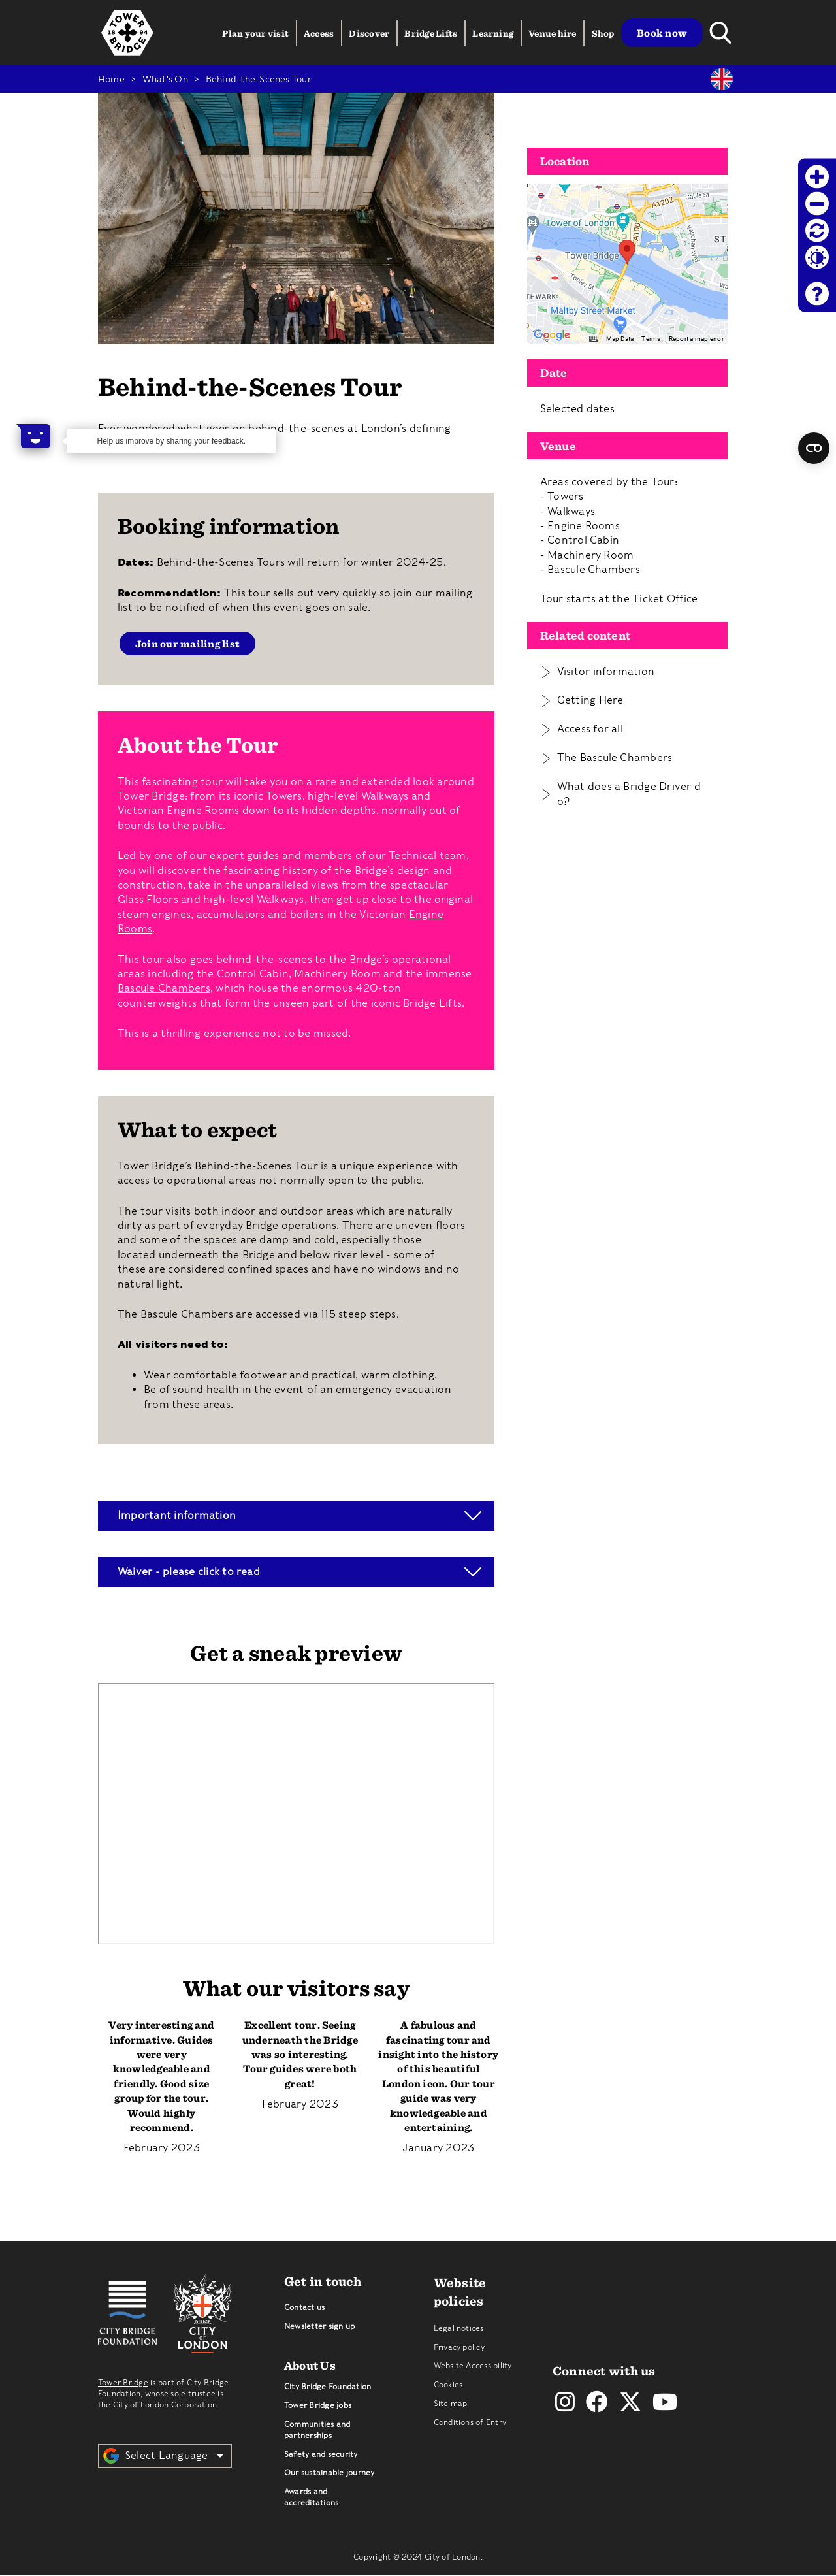 TOWER
18 94
BRIDGE
Plan your visit
Access
Discover
Bridge Lifts
Learning
Venue hire
Shop
Book now
Home > What's On > Behind-the-Scenes Tour
Behind-the-Scenes Tour
Ever wondered what goes on behind-the-scenes at London's defining
Help us improve by sharing your feedback.
Booking information
Dates: Behind-the-Scenes Tours will return for winter 2024-25.
Recommendation: This tour sells out very quickly so join our mailing
list to be notified of when this event goes on sale.
Join our mailing list
About the Tour
This fascinating tour will take you on a rare and extended look around
Tower Bridge: from its iconic Towers, high-level Walkways and
Victorian Engine Rooms down to its hidden depths, normally out of
bounds to the public.
Led by one of our expert guides and members of our Technical team,
you will discover the fascinating history of the Bridge's design and
construction, take in the unparalleled views from the spectacular
Glass Floors and high-level Walkways, then get up close to the original
steam engines, accumulators and boilers in the Victorian Engine
Rooms.
This tour also goes behind-the-scenes to the Bridge's operational
areas including the Control Cabin, Machinery Room and the immense
Bascule Chambers, which house the enormous 420-ton
counterweights that form the unseen part of the iconic Bridge Lifts.
This is a thrilling experience not to be missed.
What to expect
Tower Bridge's Behind-the-Scenes Tour is a unique experience with
access to operational areas not normally open to the public.
The tour visits both indoor and outdoor areas which are naturally
dirty as part of everyday Bridge operations. There are uneven floors
and some of the spaces are damp and cold, especially those
located underneath the Bridge and below river level - some of
these are considered confined spaces and have no windows and no
natural light.
The Bascule Chambers are accessed via 115 steep steps.
All visitors need to:
• Wear comfortable footwear and practical, warm clothing.
• Be of sound health in the event of an emergency evacuation
from these areas.
Important information
Waiver - please click to read
Get a sneak preview
What our visitors say
Very interesting and
informative. Guides
were very
knowledgeable and
friendly. Good size
group for the tour.
Would highly
recommend.
February 2023
Excellent tour. Seeing
underneath the Bridge
was so interesting.
Tour guides were both
great!
February 2023
A fabulous and
fascinating tour and
insight into the history
of this beautiful
London icon. Our tour
guide was very
knowledgeable and
entertaining.
January 2023
Location
Cable St
A1202
Tower of London
A100
Vaughan Way
ST
Tower Bridge
Tooley St
THWARK
Maltby Street Market
Google
Map Data
Terms
Report a map error
Date
Selected dates
Venue
Areas covered by the Tour:
- Towers
- Walkways
- Engine Rooms
- Control Cabin
- Machinery Room
- Bascule Chambers
Tour starts at the Ticket Office
Related content
Visitor information
Getting Here
Access for all
The Bascule Chambers
What does a Bridge Driver d
o?
CITY BRIDGE
FOUNDATION
CITY
OF
LONDON
Tower Bridge is part of City Bridge
Foundation, whose sole trustee is
the City of London Corporation.
Select Language
Get in touch
Contact us
Newsletter sign up
About Us
City Bridge Foundation
Tower Bridge jobs
Communities and
partnerships
Safety and security
Our sustainable journey
Awards and
accreditations
Website
policies
Legal notices
Privacy policy
Website Accessibility
Cookies
Site map
Conditions of Entry
Connect with us
Copyright © 2024 City of London.